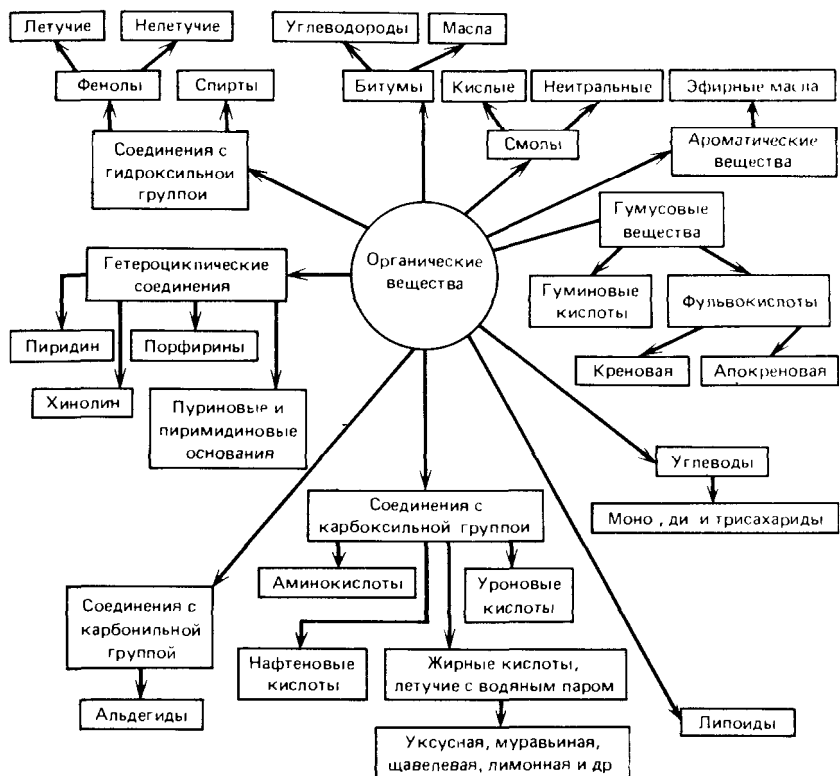 Летучие
Нелетучие
Фенолы
Спирты
Соединения с
гидроксильной
группои
Углеводороды
Масла
Битумы
Кислые
Неитральные
Смолы
Эфирные масла
Ароматические
вещества
Гумусовые
вещества
Гуминовые
кислоты
Фульвокислоты
Креновая
Апокреновая
Органические
вещества
Гетероциклические
соединения
Пиридин
Порфирины
Хинолин
Пуриновые и
пиримидиновые
основания
Углеводы
Моно, ди и трисахариды
Соединения с
карбоксильной группои
Аминокислоты
Уроновые
кислоты
Нафтеновые
кислоты
Жирные кислоты,
летучие с водяным паром
Уксусная, муравьиная,
щавелевая, лимонная и др
Соединения с
карбонильной
группой
Альдегиды
Липоиды